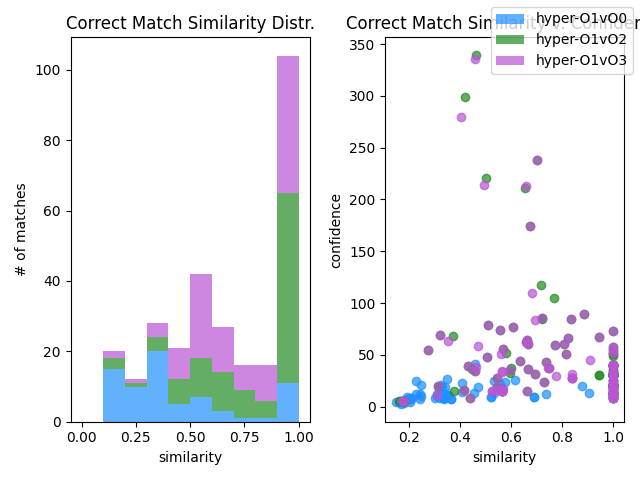 Correct Match Similarity Distr.
# of matches
100
80
60
40
20
0
0.00 0.25 0.50 0.75 1.00
similarity
Correct Match Similarity v. Confiden
hyper-O1vO0
hyper-O1vO2
hyper-O1vO3
confidence
350
300
250
200
150
100
50
0
0.2 0.4 0.6 0.8 1.0
similarity